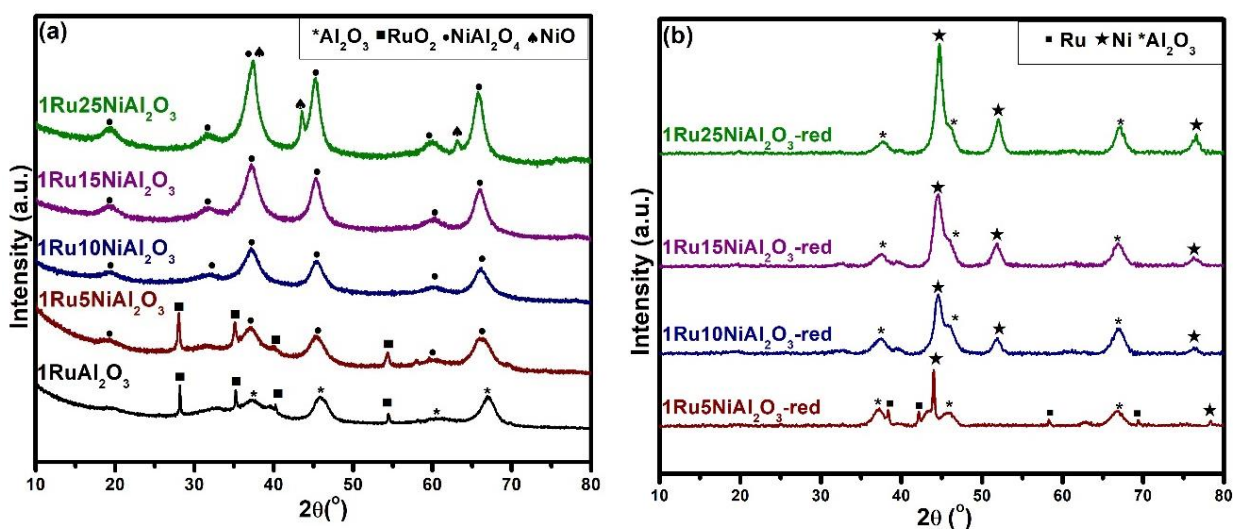 (a)
*Al₂O₃ ■RuO₂ •NiAl₂O₄ ♠NiO
1Ru25NiAl₂O₃
1Ru15NiAl₂O₃
1Ru10NiAl₂O₃
1Ru5NiAl₂O₃
1RuAl₂O₃
Intensity (a.u.)
10 20 30 40 50 60 70 80
2θ(°)
(b)
▪Ru ★Ni *Al₂O₃
1Ru25NiAl₂O₃-red
1Ru15NiAl₂O₃-red
1Ru10NiAl₂O₃-red
1Ru5NiAl₂O₃-red
Intensity (a.u.)
10 20 30 40 50 60 70 80
2θ (°)